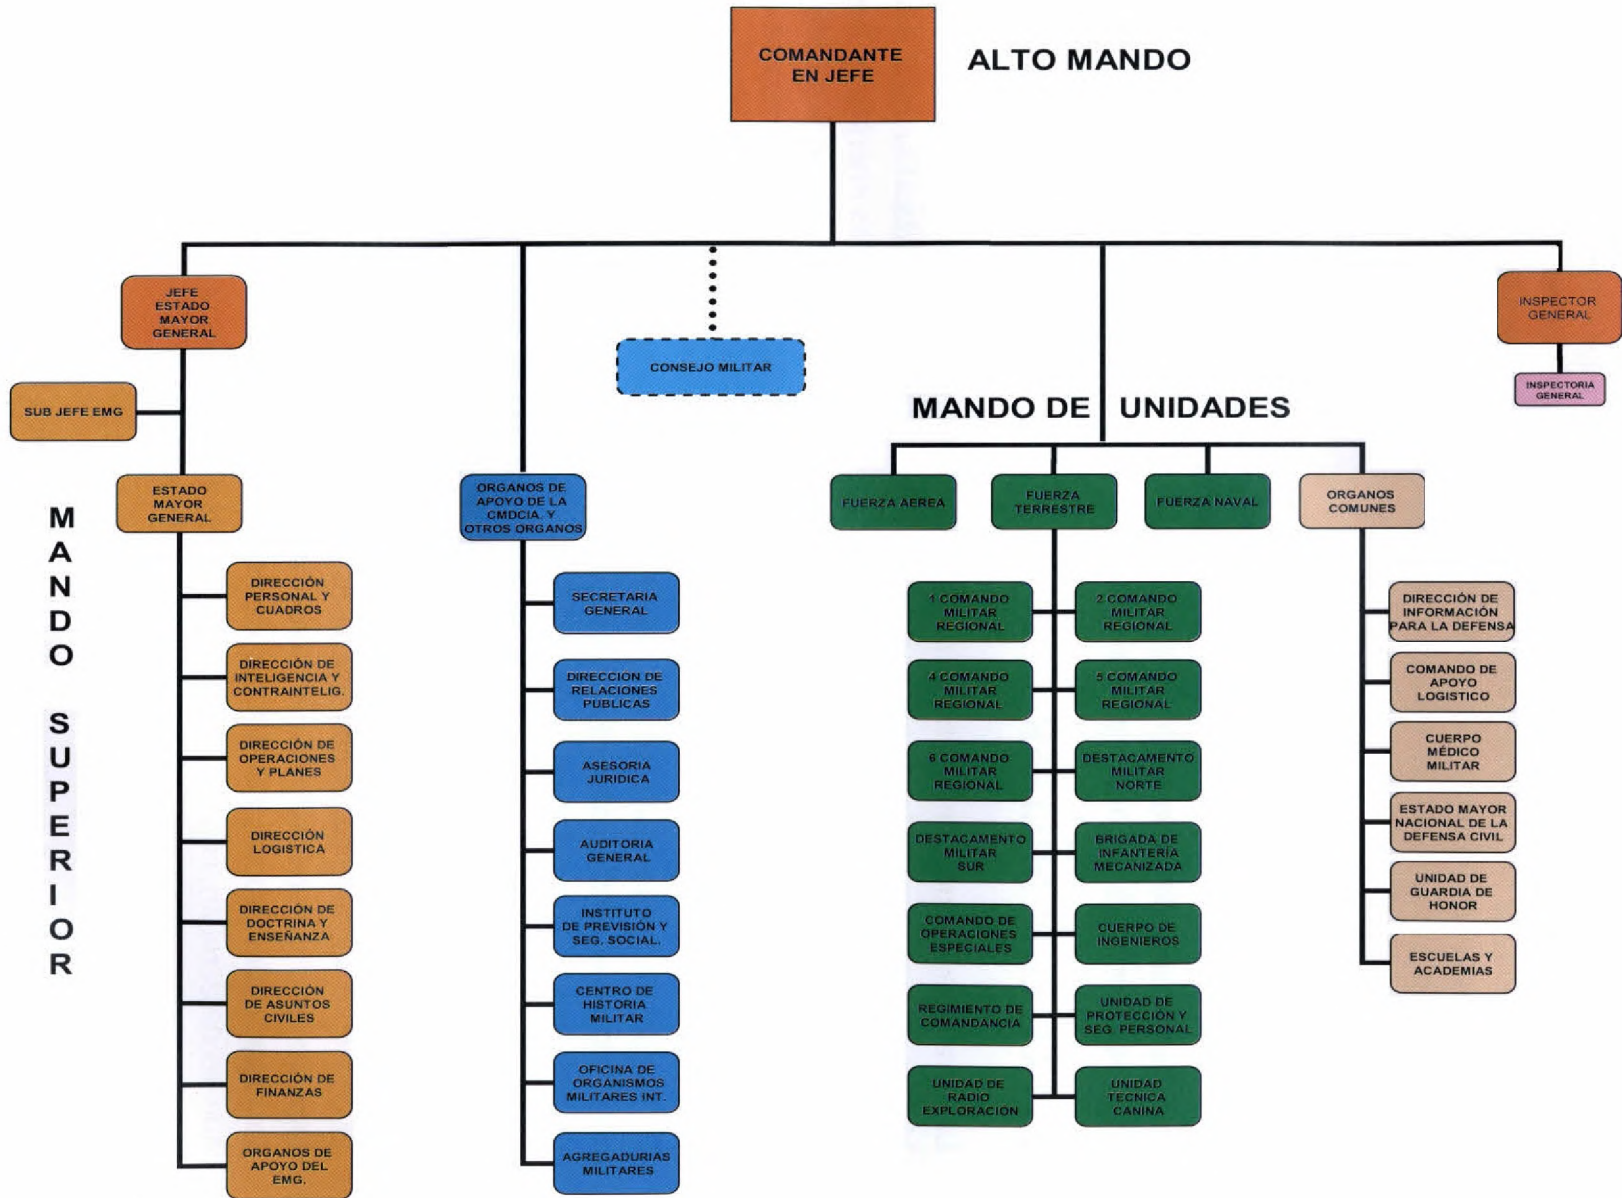 COMANDANTE
EN JEFE
ALTO MANDO
JEFE
ESTADO
MAYOR
GENERAL
INSPECTOR
GENERAL
CONSEJO MILITAR
INSPECTORIA
GENERAL
SUB JEFE EMG
MANDO DE UNIDADES
ESTADO
MAYOR
GENERAL
ORGANOS DE
APOYO DE LA
CMDCIA. Y
OTROS ORGANOS
FUERZA AEREA
FUERZA
TERRESTRE
FUERZA NAVAL
ORGANOS
COMUNES
MANDO SUPERIOR
DIRECCIÓN
PERSONAL Y
CUADROS
DIRECCIÓN DE
INTELIGENCIA Y
CONTRAINTELIG.
DIRECCIÓN DE
OPERACIONES
Y PLANES
DIRECCIÓN
LOGISTICA
DIRECCIÓN DE
DOCTRINA Y
ENSEÑANZA
DIRECCIÓN
DE ASUNTOS
CIVILES
DIRECCIÓN DE
FINANZAS
ORGANOS DE
APOYO DEL
EMG.
SECRETARIA
GENERAL
DIRECCIÓN DE
RELACIONES
PÚBLICAS
ASESORIA
JURIDICA
AUDITORIA
GENERAL
INSTITUTO
DE PREVISIÓN Y
SEG. SOCIAL.
CENTRO DE
HISTORIA
MILITAR
OFICINA DE
ORGANISMOS
MILITARES INT.
AGREGADURIAS
MILITARES
1 COMANDO
MILITAR
REGIONAL
2 COMANDO
MILITAR
REGIONAL
4 COMANDO
MILITAR
REGIONAL
5 COMANDO
MILITAR
REGIONAL
6 COMANDO
MILITAR
REGIONAL
DESTACAMENTO
MILITAR
NORTE
DESTACAMENTO
MILITAR
SUR
BRIGADA DE
INFANTERÍA
MECANIZADA
COMANDO DE
OPERACIONES
ESPECIALES
CUERPO DE
INGENIEROS
REGIMIENTO DE
COMANDANCIA
UNIDAD DE
PROTECCIÓN Y
SEG. PERSONAL
UNIDAD DE
RADIO
EXPLORACIÓN
UNIDAD
TECNICA
CANINA
DIRECCIÓN DE
INFORMACIÓN
PARA LA DEFENSA
COMANDO DE
APOYO
LOGISTICO
CUERPO
MÉDICO
MILITAR
ESTADO MAYOR
NACIONAL DE LA
DEFENSA CIVIL
UNIDAD DE
GUARDIA DE
HONOR
ESCUELAS Y
ACADEMIAS